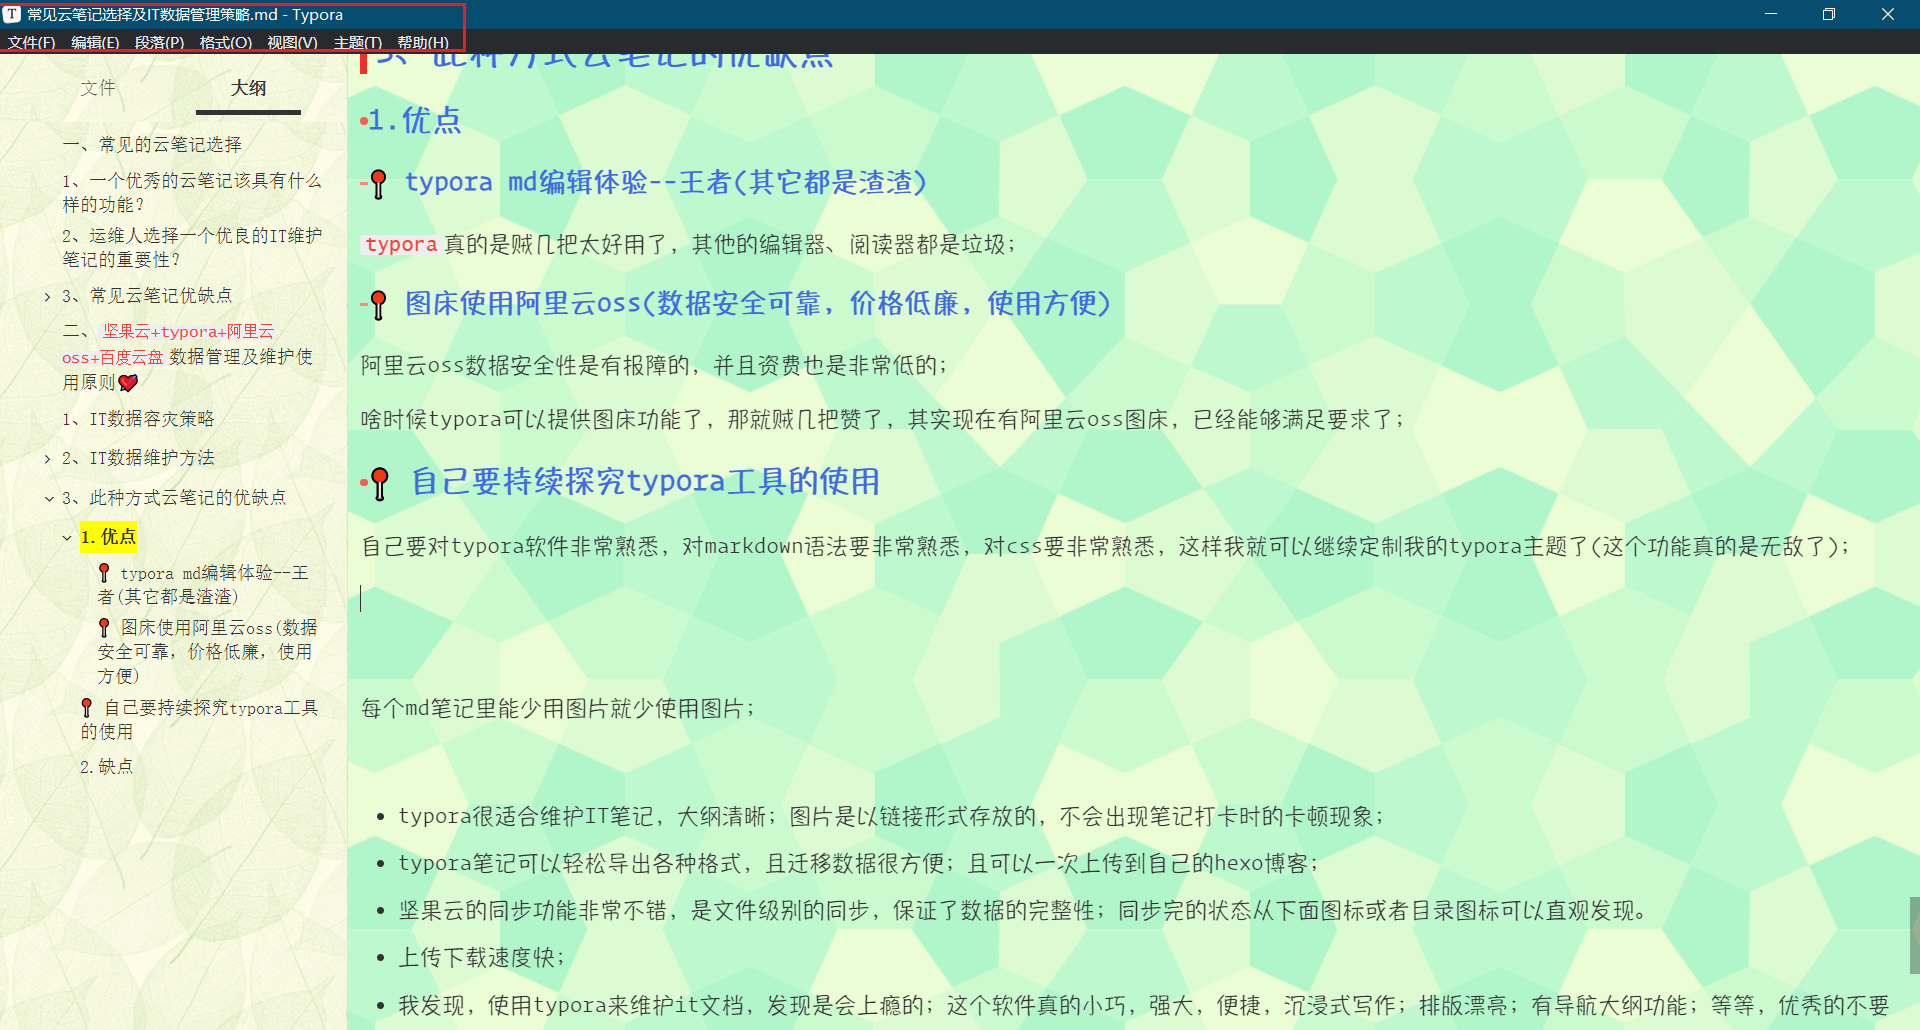 常见云笔记选择及IT数据管理策略.md - Typora
文件(F) 编辑(E) 段落(P) 格式(O) 视图(V) 主题(T) 帮助(H)
文件 大纲
一、常见的云笔记选择
1、一个优秀的云笔记该具有什么
样的功能？
2、运维人选择一个优良的IT维护
笔记的重要性？
3、常见云笔记优缺点
二、 坚果云+typora+阿里云
oss+百度云盘 数据管理及维护使
用原则
1、IT数据容灾策略
2、IT数据维护方法
3、此种方式云笔记的优缺点
1.优点
typora md编辑体验--王
者(其它都是渣渣)
图床使用阿里云oss(数据
安全可靠，价格低廉，使用
方便)
自己要持续探究typora工具
的使用
2.缺点
3、此种方式云笔记的优缺点
1.优点
typora md编辑体验--王者(其它都是渣渣)
typora真的是贼几把太好用了，其他的编辑器、阅读器都是垃圾；
图床使用阿里云oss(数据安全可靠，价格低廉，使用方便)
阿里云oss数据安全性是有报障的，并且资费也是非常低的；
啥时候typora可以提供图床功能了，那就贼几把赞了，其实现在有阿里云oss图床，已经能够满足要求了；
自己要持续探究typora工具的使用
自己要对typora软件非常熟悉，对markdown语法要非常熟悉，对css要非常熟悉，这样我就可以继续定制我的typora主题了(这个功能真的是无敌了)；
每个md笔记里能少用图片就少使用图片；
typora很适合维护IT笔记，大纲清晰；图片是以链接形式存放的，不会出现笔记打卡时的卡顿现象；
typora笔记可以轻松导出各种格式，且迁移数据很方便；且可以一次上传到自己的hexo博客；
坚果云的同步功能非常不错，是文件级别的同步，保证了数据的完整性；同步完的状态从下面图标或者目录图标可以直观发现。
上传下载速度快；
我发现，使用typora来维护it文档，发现是会上瘾的；这个软件真的小巧，强大，便捷，沉浸式写作；排版漂亮；有导航大纲功能；等等，优秀的不要